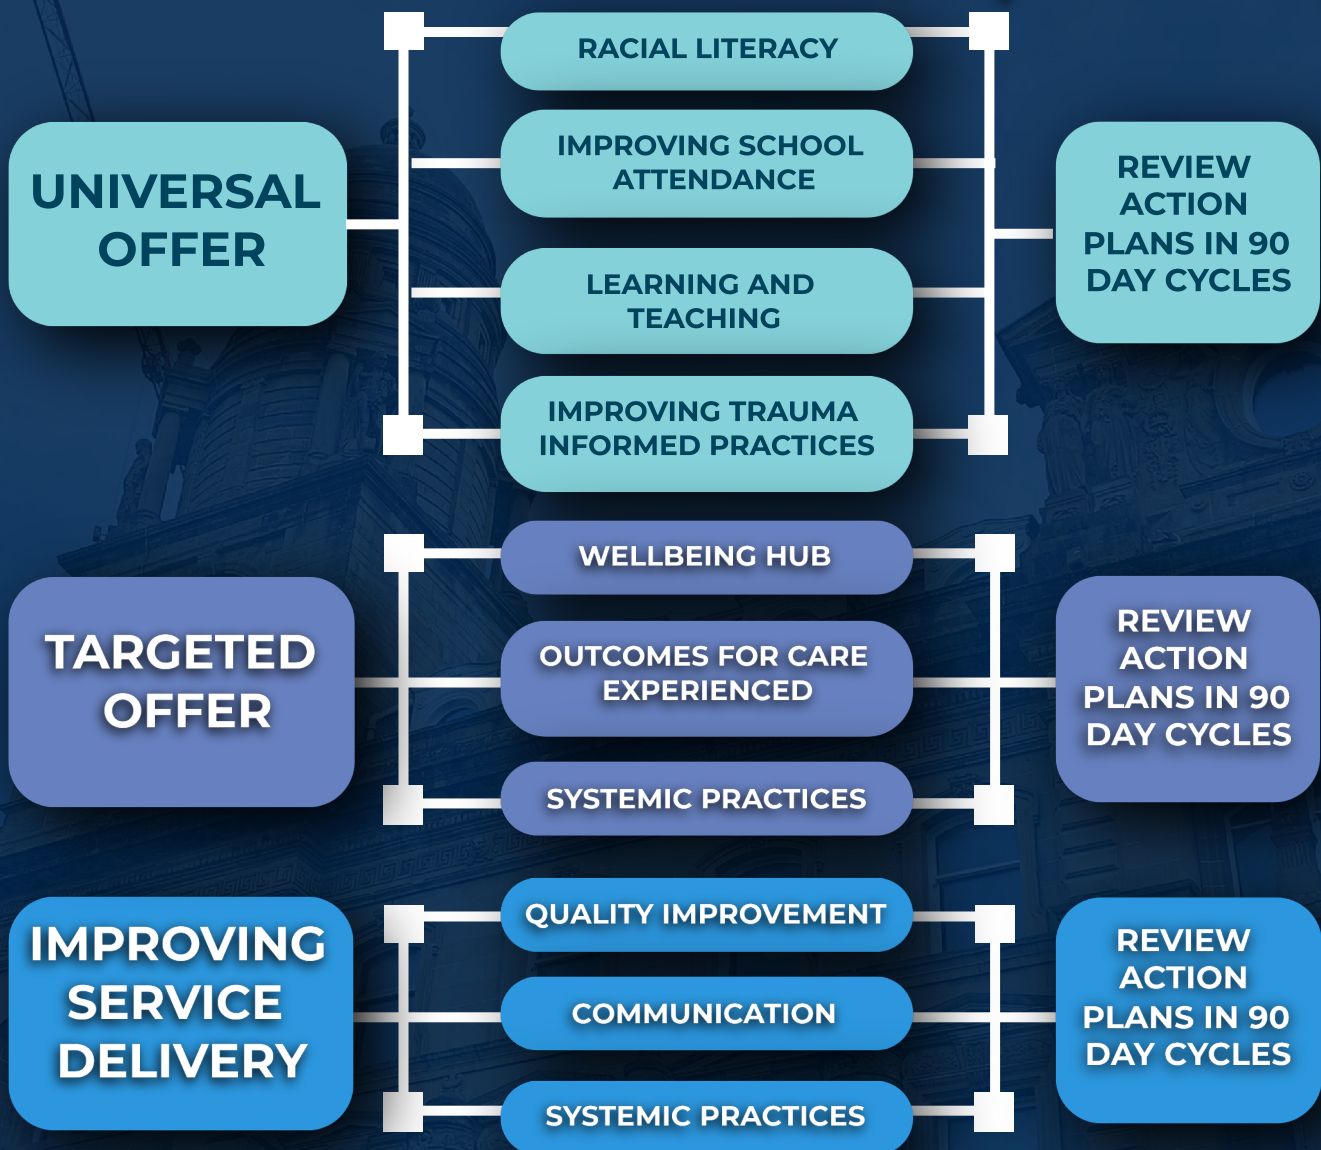 UNIVERSAL
OFFER
RACIAL LITERACY
IMPROVING SCHOOL
ATTENDANCE
LEARNING AND
TEACHING
IMPROVING TRAUMA
INFORMED PRACTICES
REVIEW
ACTION
PLANS IN 90
DAY CYCLES
TARGETED
OFFER
WELLBEING HUB
OUTCOMES FOR CARE
EXPERIENCED
SYSTEMIC PRACTICES
REVIEW
ACTION
PLANS IN 90
DAY CYCLES
IMPROVING
SERVICE
DELIVERY
QUALITY IMPROVEMENT
COMMUNICATION
SYSTEMIC PRACTICES
REVIEW
ACTION
PLANS IN 90
DAY CYCLES